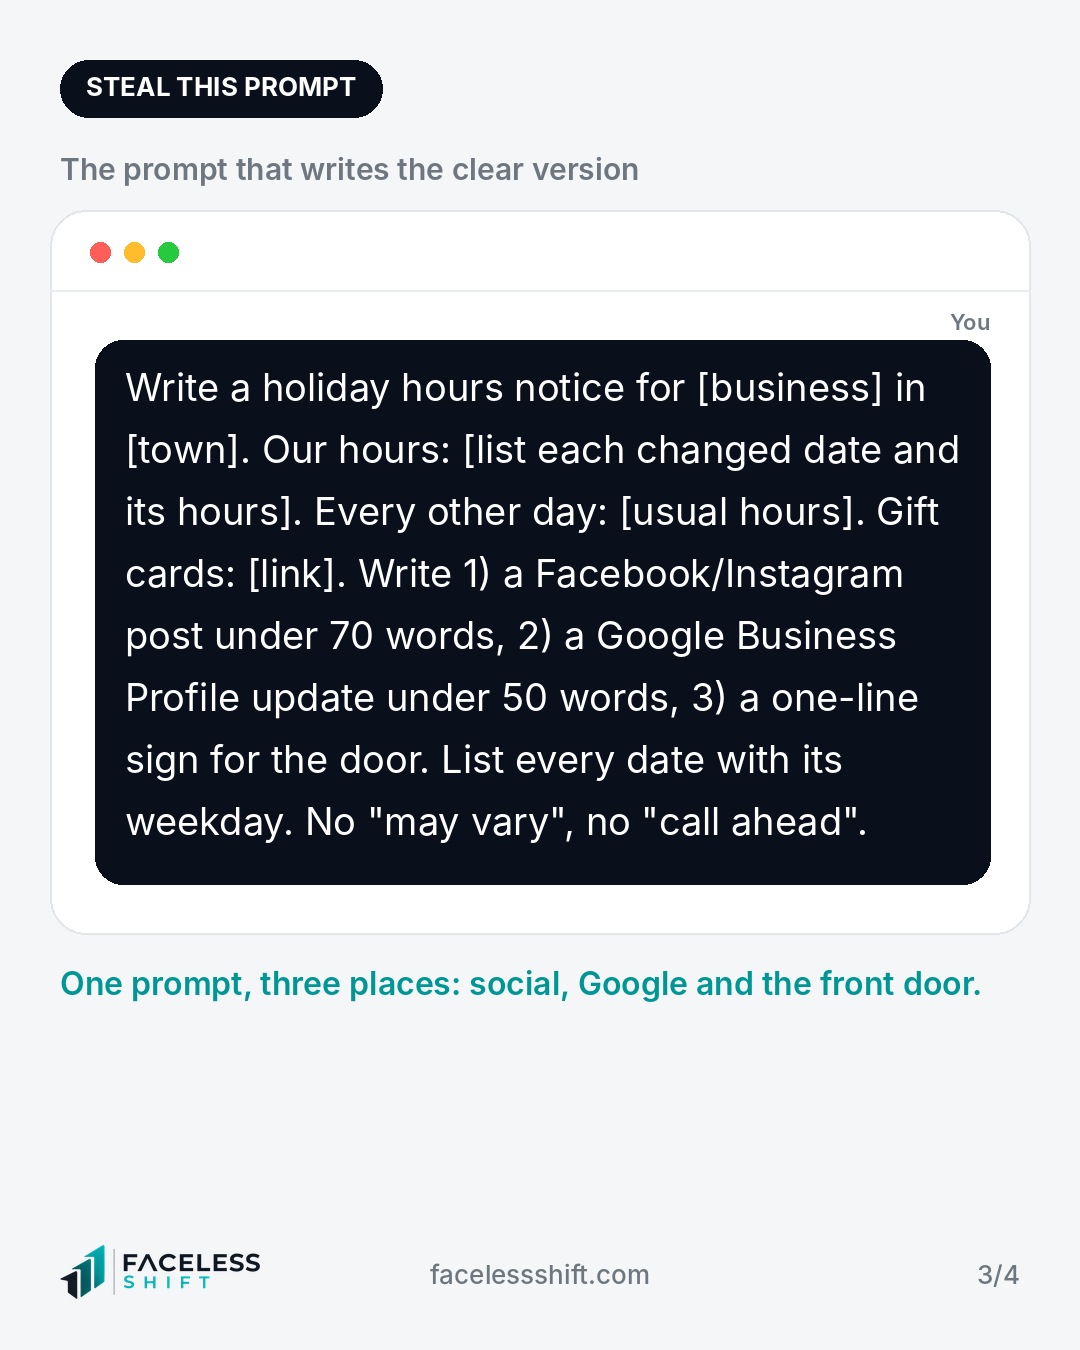 STEAL THIS PROMPT
The prompt that writes the clear version
You
Write a holiday hours notice for [business] in
[town]. Our hours: [list each changed date and
its hours]. Every other day: [usual hours]. Gift
cards: [link]. Write 1) a Facebook/Instagram
post under 70 words, 2) a Google Business
Profile update under 50 words, 3) a one-line
sign for the door. List every date with its
weekday. No "may vary", no "call ahead".
One prompt, three places: social, Google and the front door.
FACELESS
SHIFT
facelessshift.com
3/4